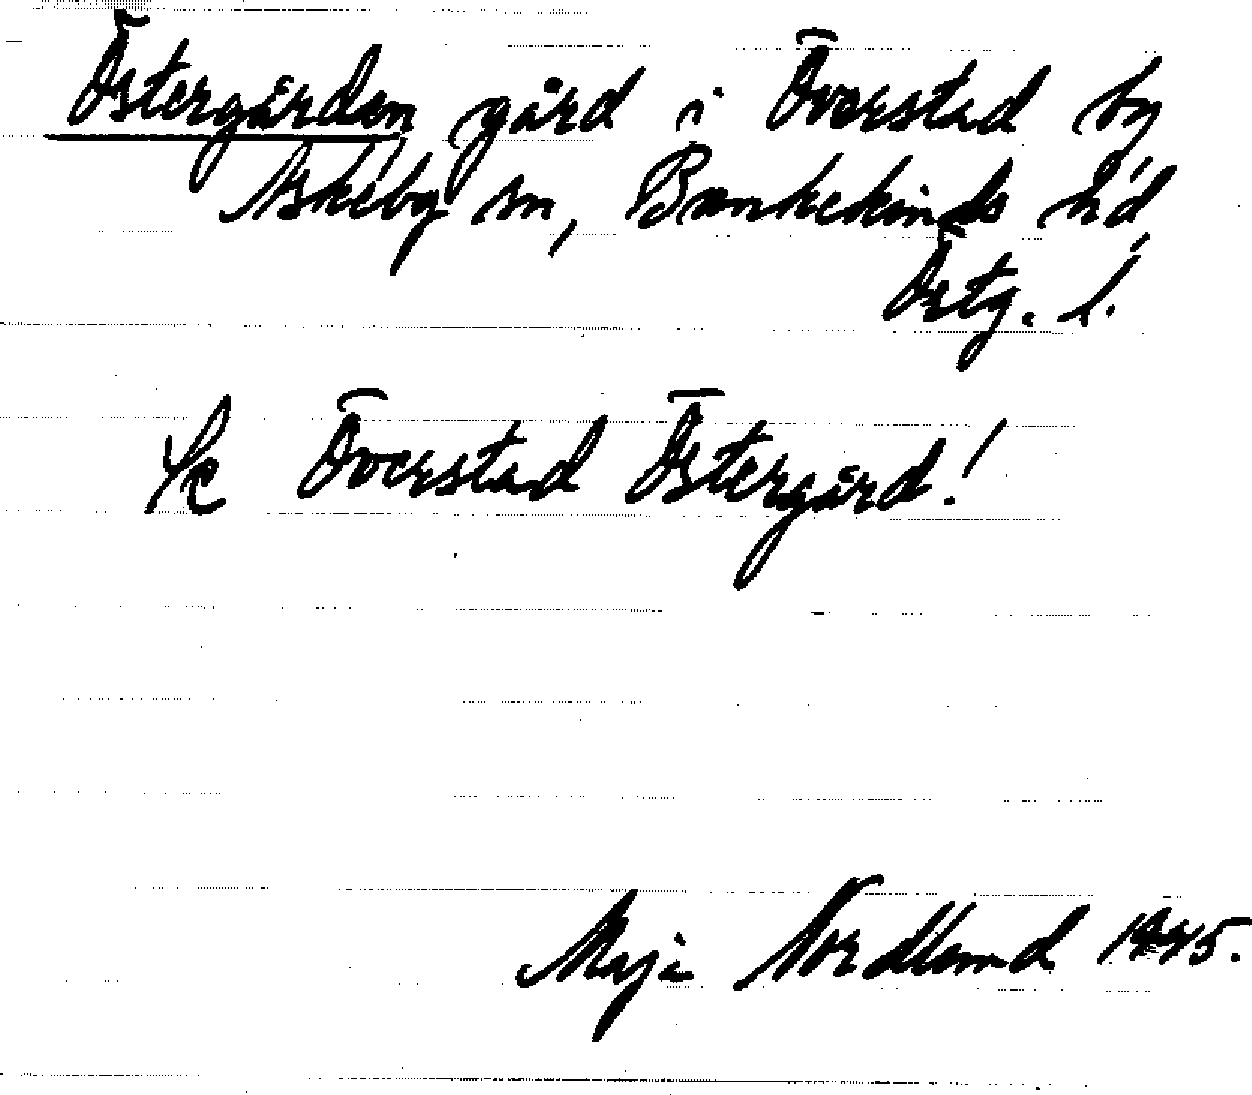 Östergården gård i Överstad by
Askeby sn, Bankekinds hd
Östg. l.
Se Överstad Östergård!
Maja Nordlund 1945.